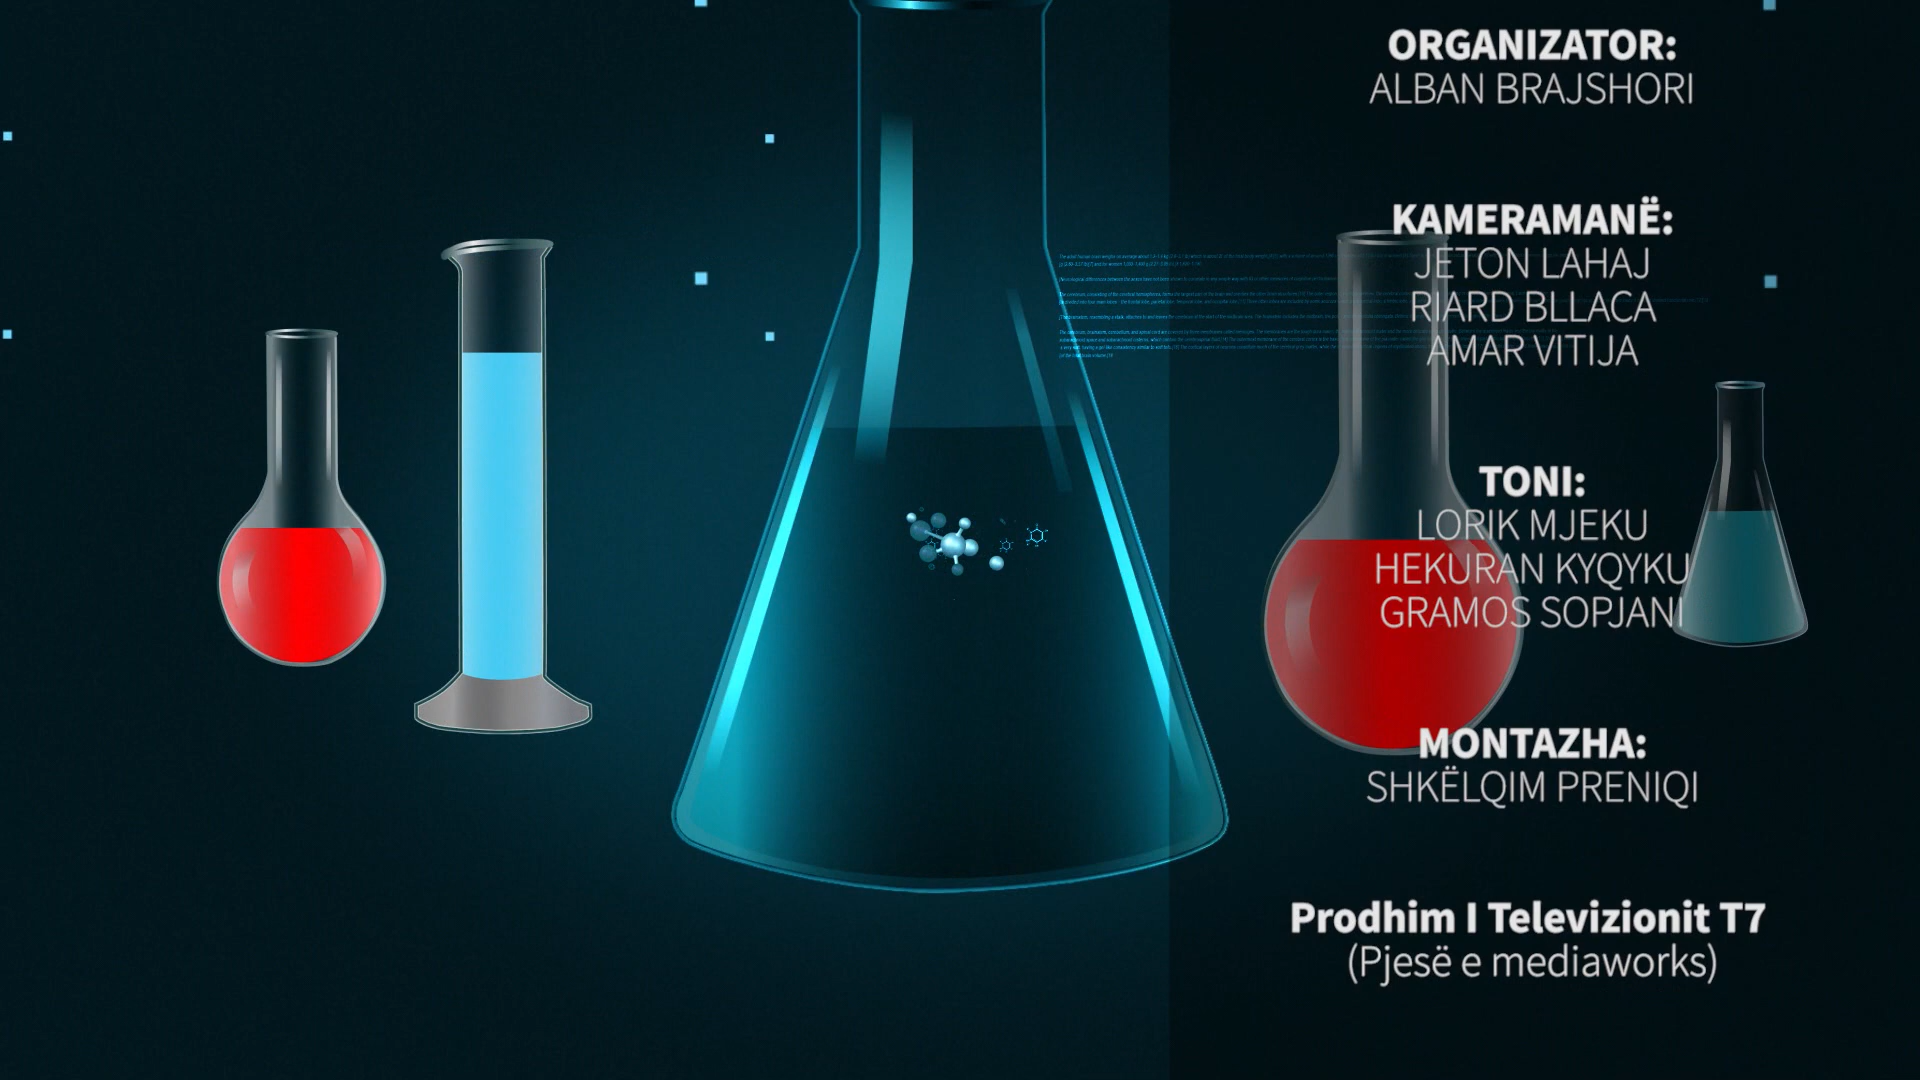 ORGANIZATOR:
ALBAN BRAJSHORI
KAMERAMANË:
JETON LAHAJ
RIARD BLLACA
AMAR VITIJA
TONI:
LORIK MJEKU
HEKURAN KYQYKU
GRAMOS SOPJANI
MONTAZHA:
SHKËLQIM PRENIQI
Prodhim I Televizionit T7
(Pjesë e mediaworks)